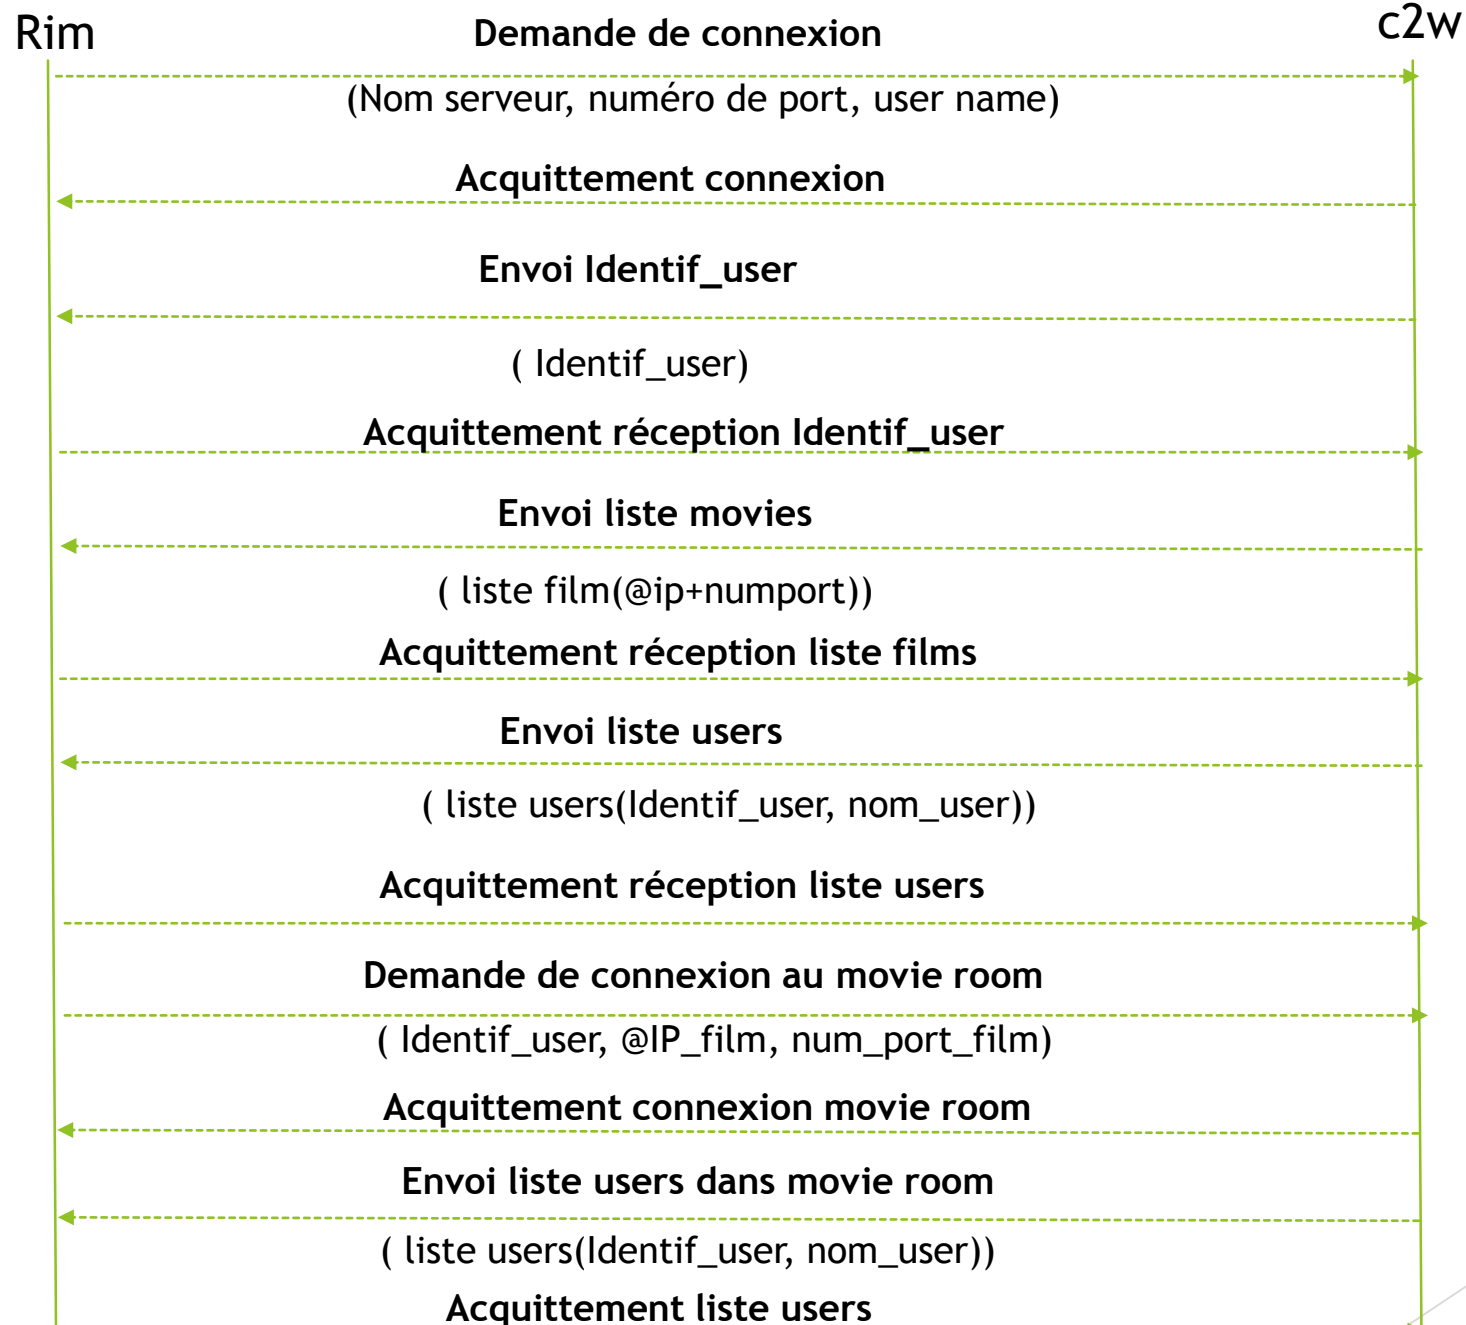 Rim
Demande de connexion
c2w
(Nom serveur, numéro de port, user name)
Acquittement connexion
Envoi Identif_user
( Identif_user)
Acquittement réception Identif_user
Envoi liste movies
( liste film(@ip+numport))
Acquittement réception liste films
Envoi liste users
( liste users(Identif_user, nom_user))
Acquittement réception liste users
Demande de connexion au movie room
( Identif_user, @IP_film, num_port_film)
Acquittement connexion movie room
Envoi liste users dans movie room
( liste users(Identif_user, nom_user))
Acquittement liste users